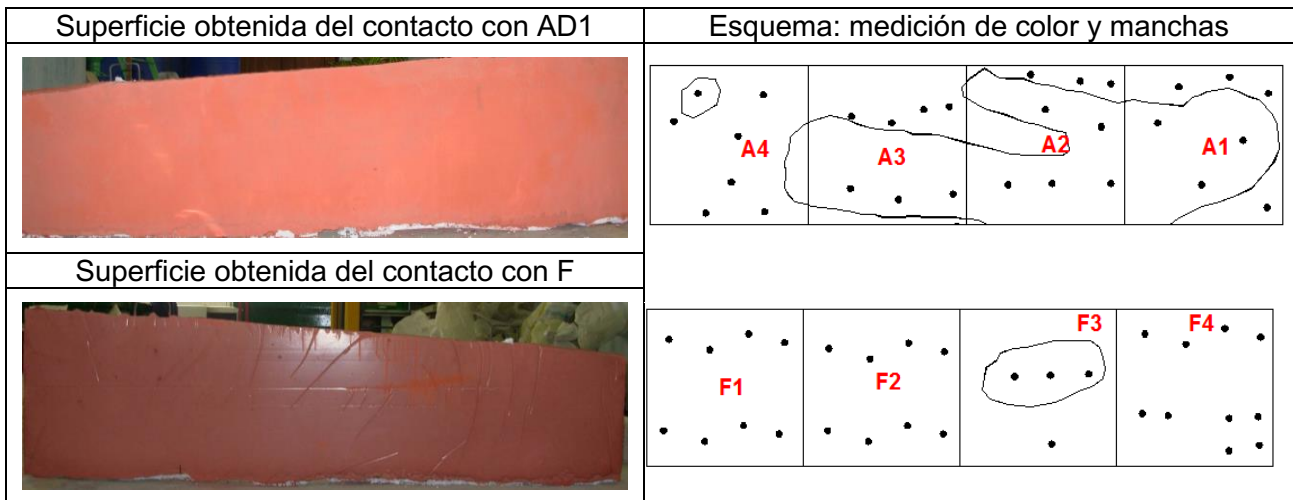 Superficie obtenida del contacto con AD1
Esquema: medición de color y manchas
A4
A3
A2
A1
Superficie obtenida del contacto con F
F1
F2
F3
F4